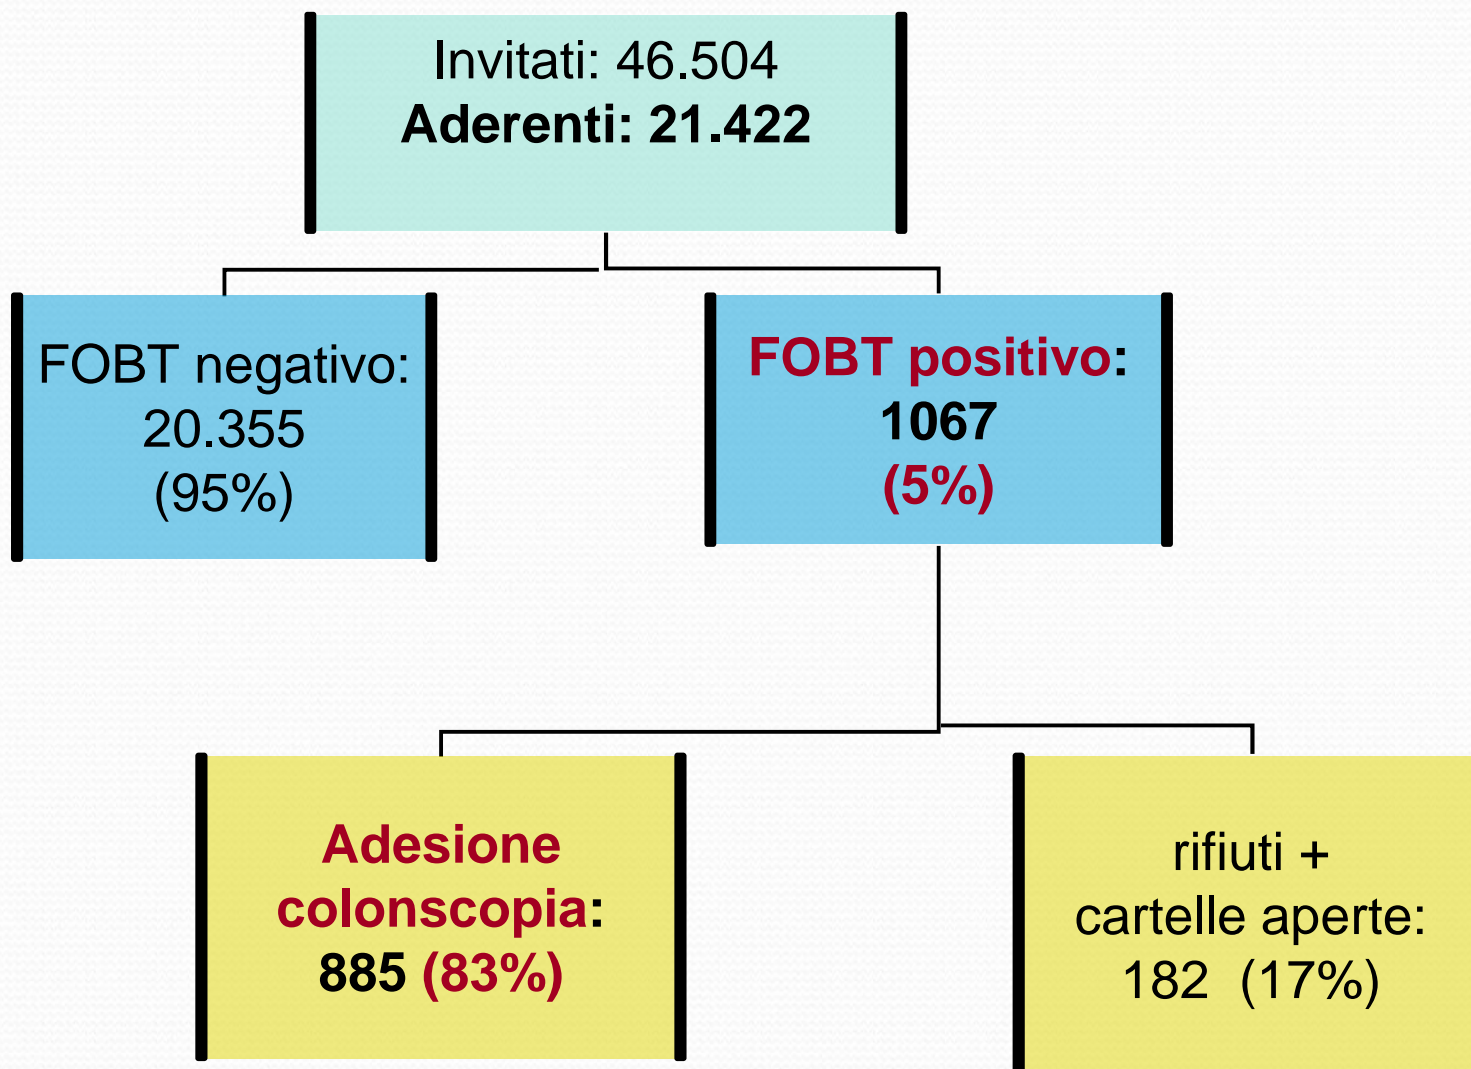 Invitati: 46.504
Aderenti: 21.422
FOBT negativo:
20.355
(95%)
FOBT positivo:
1067
(5%)
Adesione
colonscopia:
885 (83%)
rifiuti +
cartelle aperte:
182 (17%)